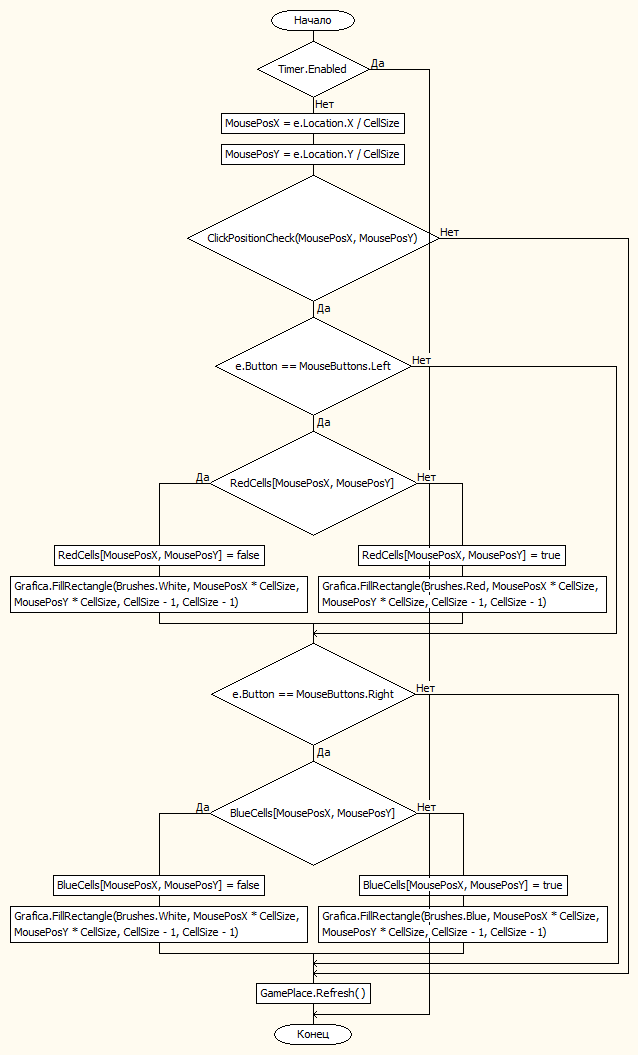 Начало
Timer.Enabled
Да
Нет
MousePosX = e.Location.X / CellSize
MousePosY = e.Location.Y / CellSize
ClickPositionCheck(MousePosX, MousePosY)
Нет
Да
e.Button == MouseButtons.Left
Нет
Да
Да
RedCells[MousePosX, MousePosY]
Нет
RedCells[MousePosX, MousePosY] = false
RedCells[MousePosX, MousePosY] = true
Grafica.FillRectangle(Brushes.White, MousePosX * CellSize,
MousePosY * CellSize, CellSize - 1, CellSize - 1)
Grafica.FillRectangle(Brushes.Red, MousePosX * CellSize,
MousePosY * CellSize, CellSize - 1, CellSize - 1)
e.Button == MouseButtons.Right
Нет
Да
Да
BlueCells[MousePosX, MousePosY]
Нет
BlueCells[MousePosX, MousePosY] = false
BlueCells[MousePosX, MousePosY] = true
Grafica.FillRectangle(Brushes.White, MousePosX * CellSize,
MousePosY * CellSize, CellSize - 1, CellSize - 1)
Grafica.FillRectangle(Brushes.Blue, MousePosX * CellSize,
MousePosY * CellSize, CellSize - 1, CellSize - 1)
GamePlace.Refresh()
Конец